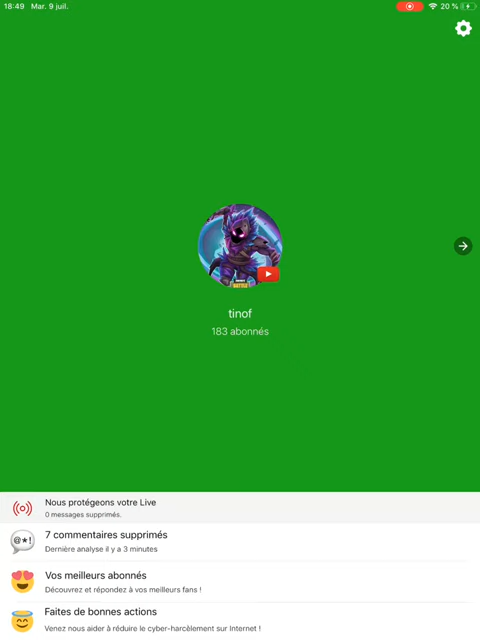 18:49 Mar. 9 juil. 20 %
BATTLE
tinof
183 abonnés
Nous protégeons votre Live
0 messages supprimés.
@*!
7 commentaires supprimés
Dernière analyse il y a 3 minutes
Vos meilleurs abonnés
Découvrez et répondez à vos meilleurs fans !
Faites de bonnes actions
Venez nous aider à réduire le cyber-harcèlement sur Internet !